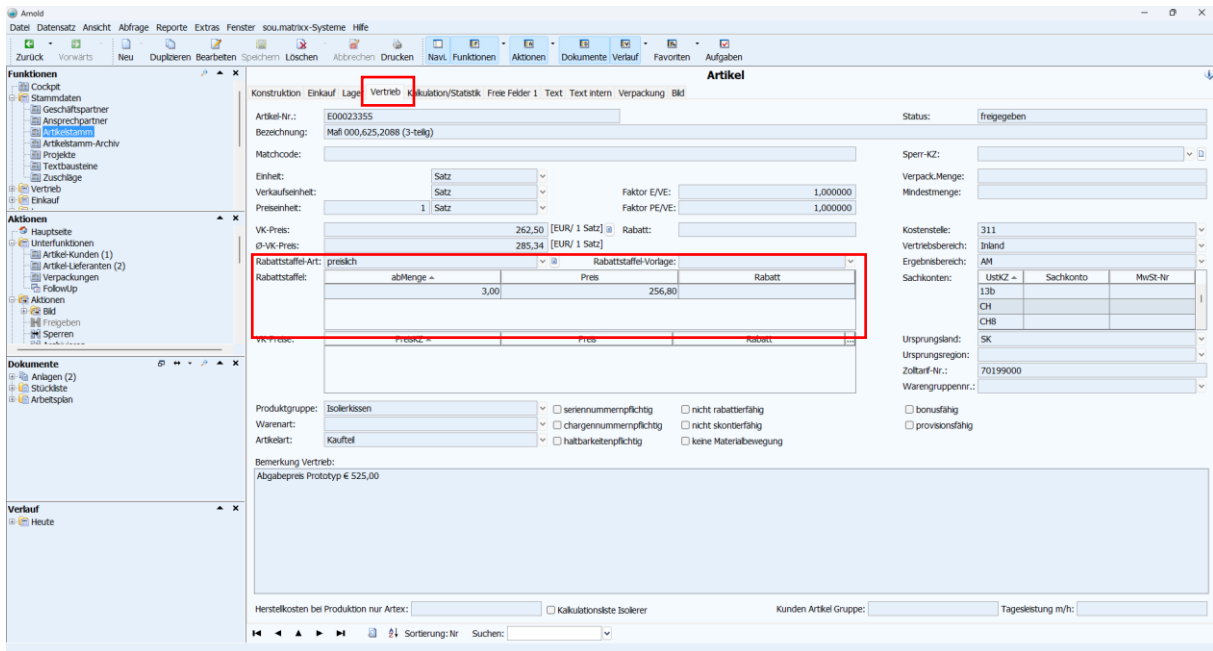 Arnold
Datei Datensatz Ansicht Abfrage Reporte Extras Fenster sou.matrixx-Systeme Hilfe
Zurück Vorwärts Neu Duplizieren Bearbeiten Speichern Löschen Abbrechen Drucken Navi. Funktionen Aktionen Dokumente Verlauf Favoriten Aufgaben
Funktionen
Cockpit
Stammdaten
Geschäftspartner
Ansprechpartner
Artikelstamm
Artikelstamm-Archiv
Projekte
Textbausteine
Zuschläge
Vertrieb
Einkauf
Aktionen
Hauptseite
Unterfunktionen
Artikel-Kunden (1)
Artikel-Lieferanten (2)
Verpackungen
FollowUp
Aktionen
Bild
Freigeben
Sperren
Dokumente
Anlagen (2)
Stückliste
Arbeitsplan
Verlauf
Heute
Artikel
Konstruktion Einkauf Lager Vertrieb Kalkulation/Statistik Freie Felder 1 Text Text intern Verpackung Bild
Artikel-Nr.: E00023355 Status: freigegeben
Bezeichnung: Mafi 000,625,2088 (3-teilig)
Matchcode: Sperr-KZ:
Einheit: Satz Verpack.Menge:
Verkaufseinheit: Satz Faktor E/VE: 1,000000 Mindestmenge:
Preiseinheit: 1 Satz Faktor PE/VE: 1,000000
VK-Preis: 262,50 [EUR/ 1 Satz] Rabatt: Kostenstelle: 311
Ø-VK-Preis: 285,34 [EUR/ 1 Satz] Vertriebsbereich: Inland
Rabattstaffel-Art: preislich Rabattstaffel-Vorlage: Ergebnisbereich: AM
Rabattstaffel: abMenge Preis Rabatt Sachkonten: UstKZ Sachkonto MwSt-Nr
3,00 256,80 13b
CH
CH8
VK-Preise: PreisKZ Preis Rabatt ... Ursprungsland: SK
Ursprungsregion:
Zolltarif-Nr.: 70199000
Warengruppennr.:
Produktgruppe: Isolierkissen seriennummernpflichtig nicht rabattierfähig bonusfähig
Warenart: chargennummernpflichtig nicht skontierfähig provisionsfähig
Artikelart: Kaufteil haltbarkeitenpflichtig keine Materialbewegung
Bemerkung Vertrieb:
Abgabepreis Prototyp € 525,00
Herstellkosten bei Produktion nur Artex: Kalkulationsliste Isolierer Kunden Artikel Gruppe: Tagesleistung m/h:
Sortierung: Nr Suchen: